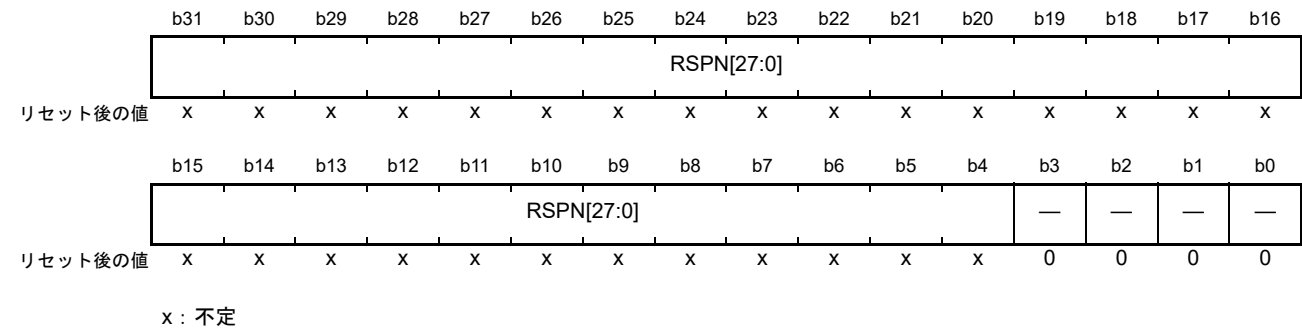 b31 b30 b29 b28 b27 b26 b25 b24 b23 b22 b21 b20 b19 b18 b17 b16
RSPN[27:0]
リセット後の値 x x x x x x x x x x x x x x x x
b15 b14 b13 b12 b11 b10 b9 b8 b7 b6 b5 b4 b3 b2 b1 b0
RSPN[27:0] — — — —
リセット後の値 x x x x x x x x x x x x 0 0 0 0
x：不定